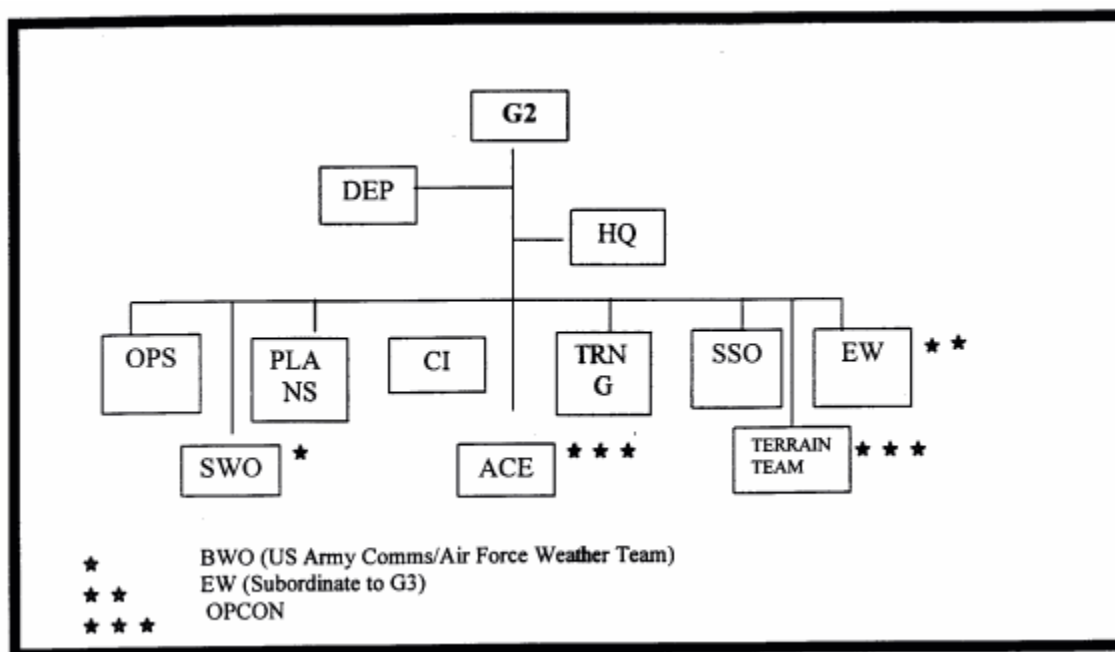 G2
DEP
HQ
OPS
PLA
NS
CI
TRN
G
SSO
EW
★ ★
SWO
★
ACE
★ ★ ★
TERRAIN
TEAM
★ ★ ★
★ BWO (US Army Comms/Air Force Weather Team)
★ ★ EW (Subordinate to G3)
★ ★ ★ OPCON